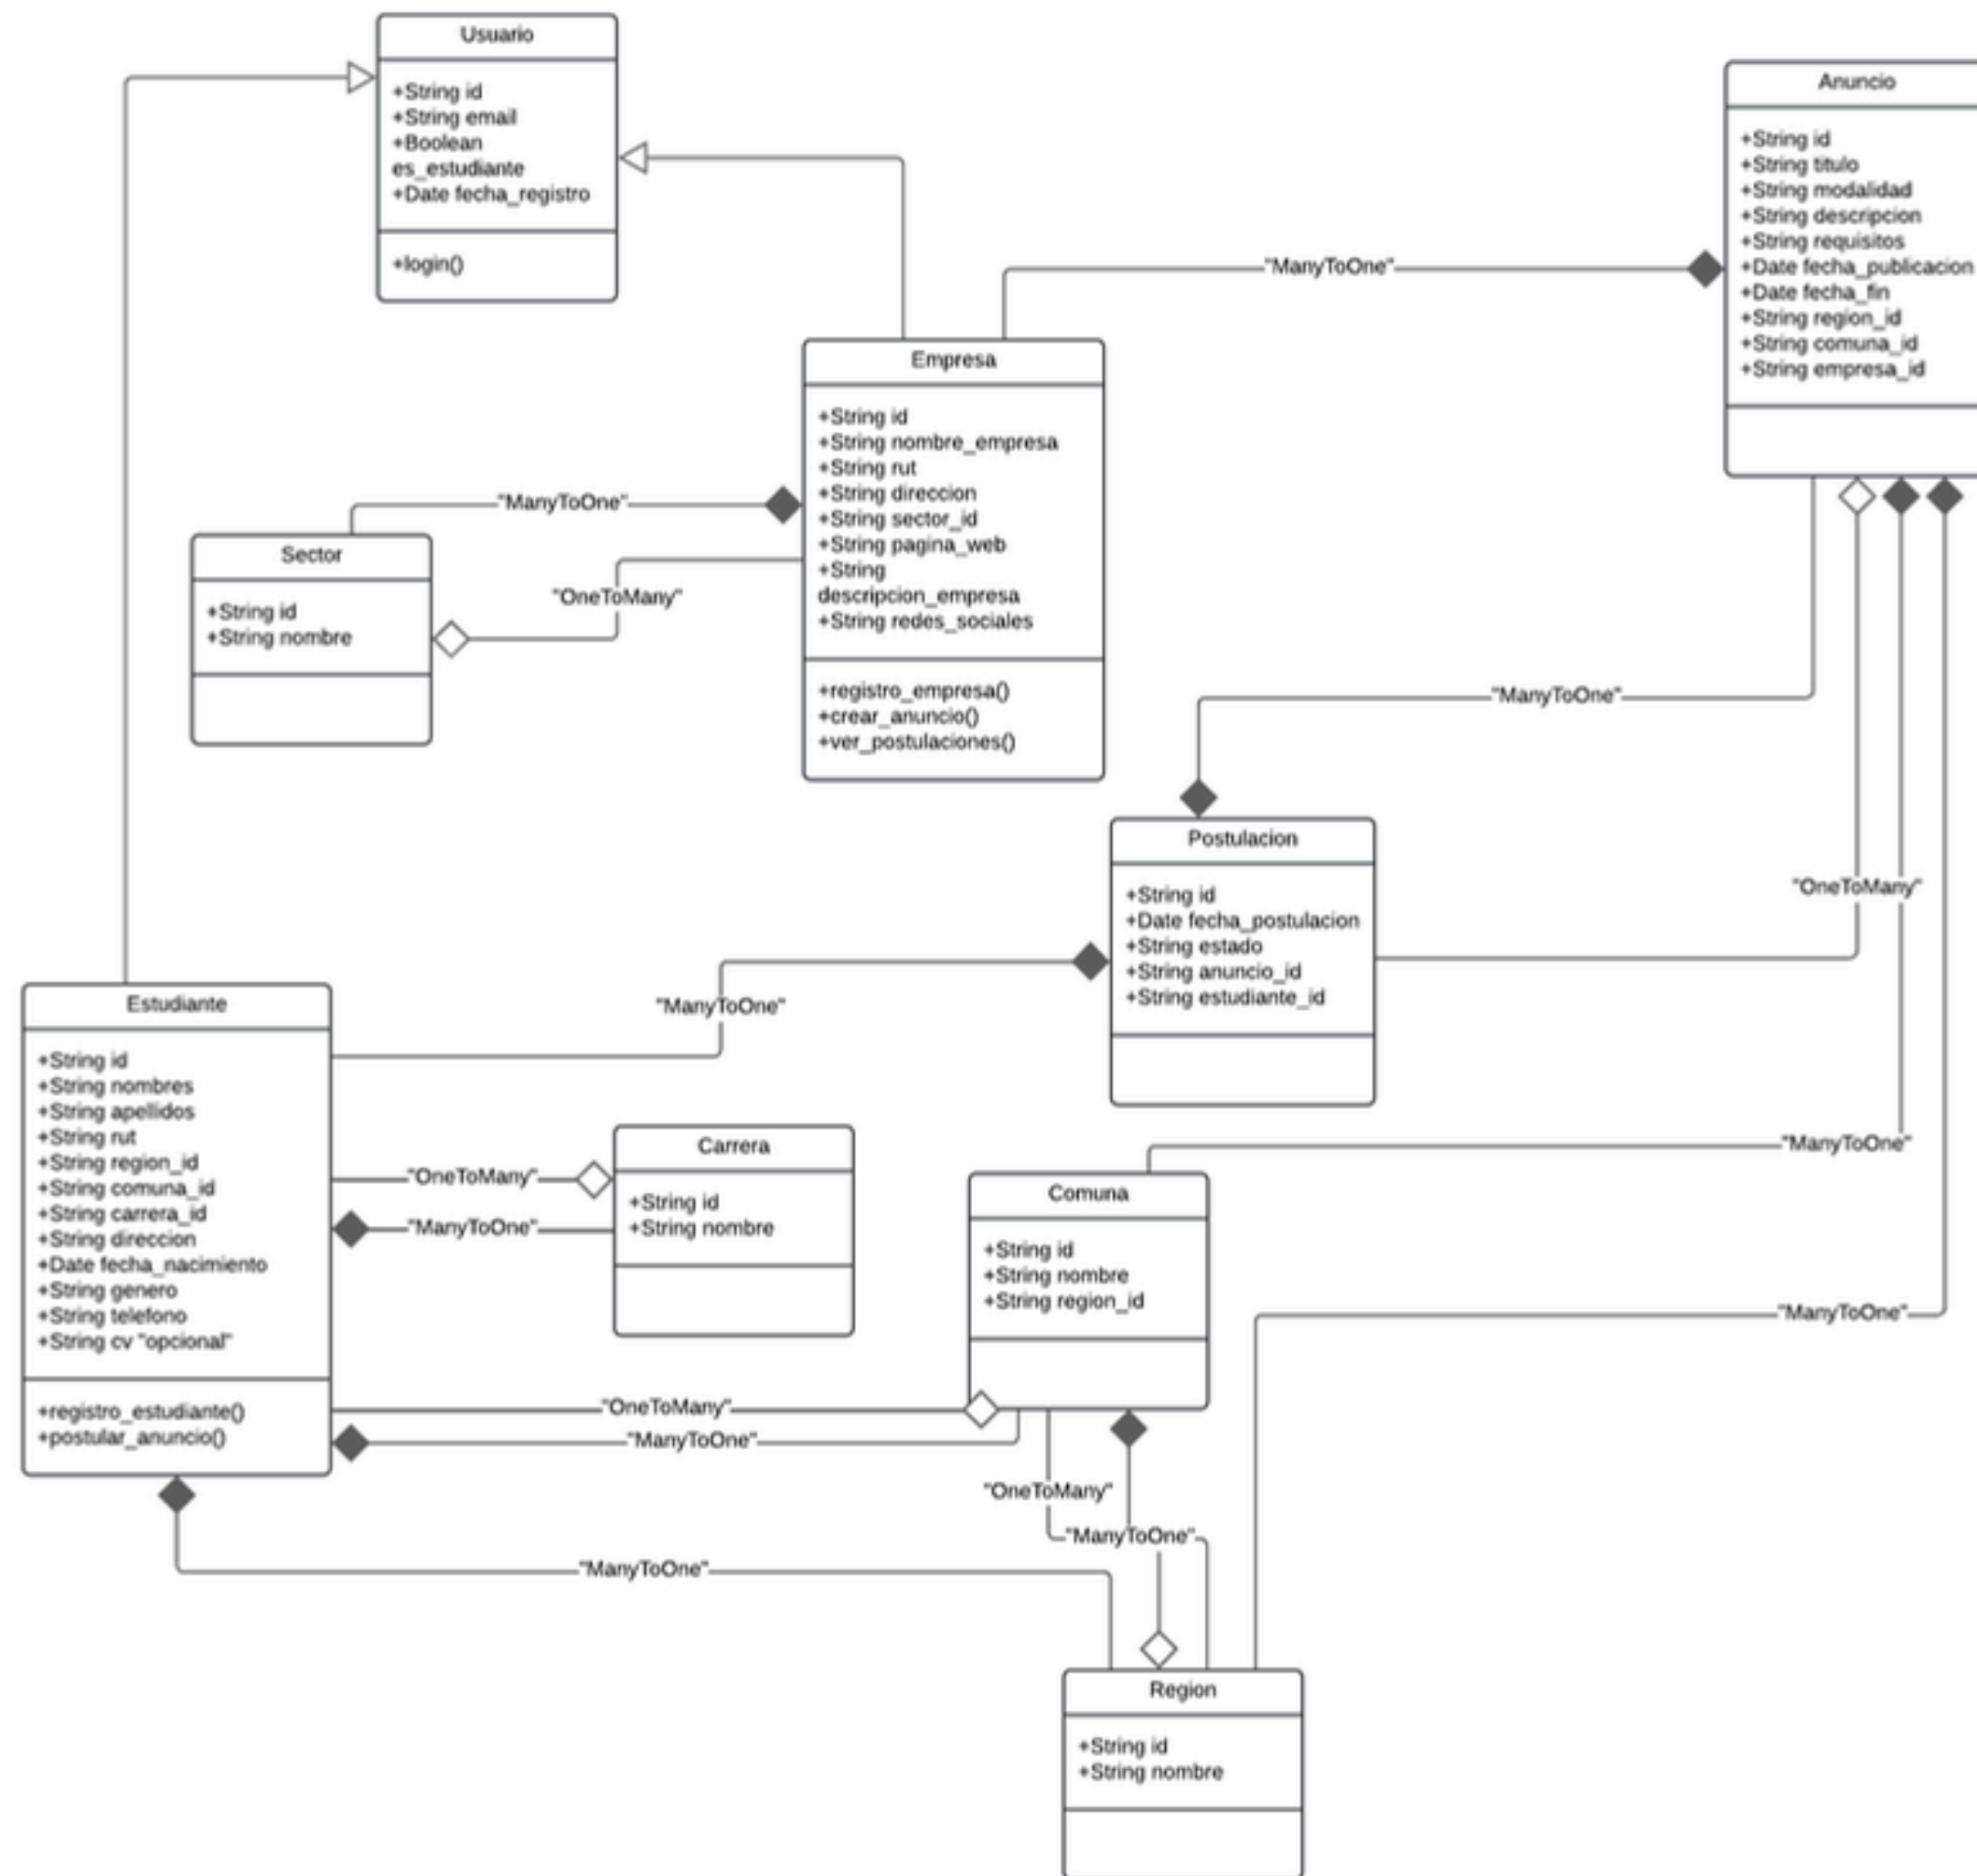 Usuario
+String id
+String email
+Boolean
es_estudiante
+Date fecha_registro
+login()
Anuncio
+String id
+String titulo
+String modalidad
+String descripcion
+String requisitos
+Date fecha_publicacion
+Date fecha_fin
+String region_id
+String comuna_id
+String empresa_id
"ManyToOne"
Empresa
+String id
+String nombre_empresa
+String rut
+String direccion
+String sector_id
+String pagina_web
+String
descripcion_empresa
+String redes_sociales
+registro_empresa()
+crear_anuncio()
+ver_postulaciones()
"ManyToOne"
Sector
+String id
+String nombre
"OneToMany"
"ManyToOne"
Postulacion
+String id
+Date fecha_postulacion
+String estado
+String anuncio_id
+String estudiante_id
"OneToMany"
"ManyToOne"
Estudiante
+String id
+String nombres
+String apellidos
+String rut
+String region_id
+String comuna_id
+String carrera_id
+String direccion
+Date fecha_nacimiento
+String genero
+String telefono
+String cv "opcional"
+registro_estudiante()
+postular_anuncio()
"OneToMany"
"ManyToOne"
Carrera
+String id
+String nombre
"ManyToOne"
Comuna
+String id
+String nombre
+String region_id
"ManyToOne"
"OneToMany"
"ManyToOne"
"OneToMany"
"ManyToOne"
"ManyToOne"
Region
+String id
+String nombre